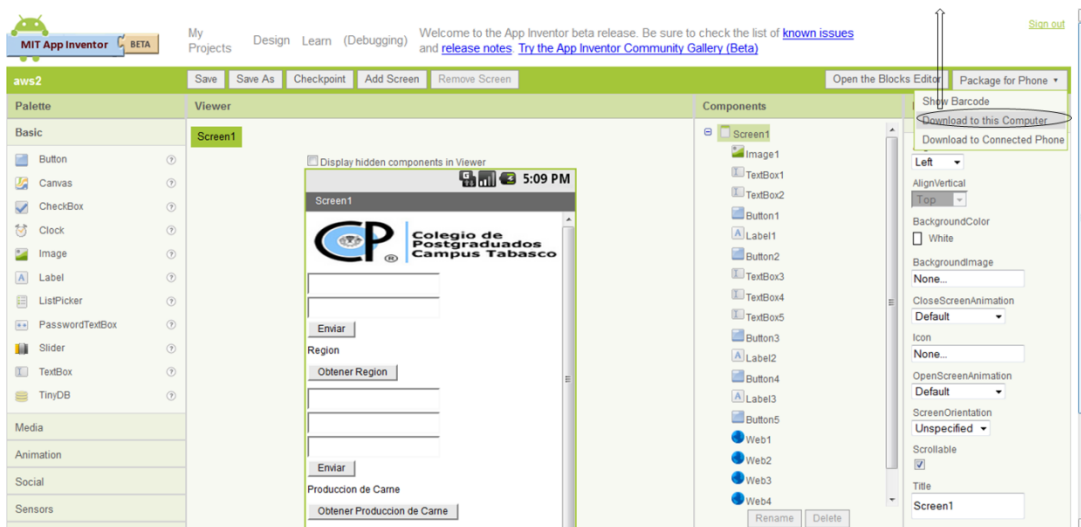 Sign out
MIT App Inventor BETA
My Projects Design Learn (Debugging)
Welcome to the App Inventor beta release. Be sure to check the list of known issues
and release notes. Try the App Inventor Community Gallery (Beta)
aws2 Save Save As Checkpoint Add Screen Remove Screen Open the Blocks Editor Package for Phone
Show Barcode
Download to this Computer
Download to Connected Phone
Palette
Basic
Button
Canvas
CheckBox
Clock
Image
Label
ListPicker
PasswordTextBox
Slider
TextBox
TinyDB
Media
Animation
Social
Sensors
Viewer
Screen1
Display hidden components in Viewer
5:09 PM
Screen1
CP ®
Colegio de
Postgraduados
Campus Tabasco
Enviar
Region
Obtener Region
Enviar
Produccion de Carne
Obtener Produccion de Carne
Components
Screen1
Image1
TextBox1
TextBox2
Button1
Label1
Button2
TextBox3
TextBox4
TextBox5
Button3
Label2
Button4
Label3
Button5
Web1
Web2
Web3
Web4
Rename Delete
Left
AlignVertical
Top
BackgroundColor
White
BackgroundImage
None...
CloseScreenAnimation
Default
Icon
None...
OpenScreenAnimation
Default
ScreenOrientation
Unspecified
Scrollable
Title
Screen1